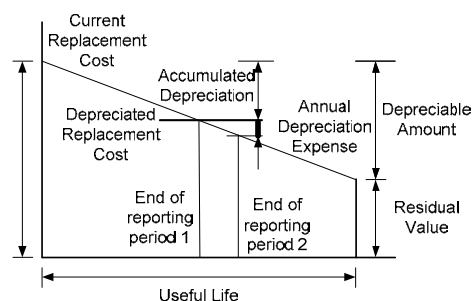 Current
Replacement
Cost
Accumulated
Depreciation
Depreciated
Replacement
Cost
Annual
Depreciation
Expense
Depreciable
Amount
End of
reporting
period 1
End of
reporting
period 2
Residual
Value
Useful Life